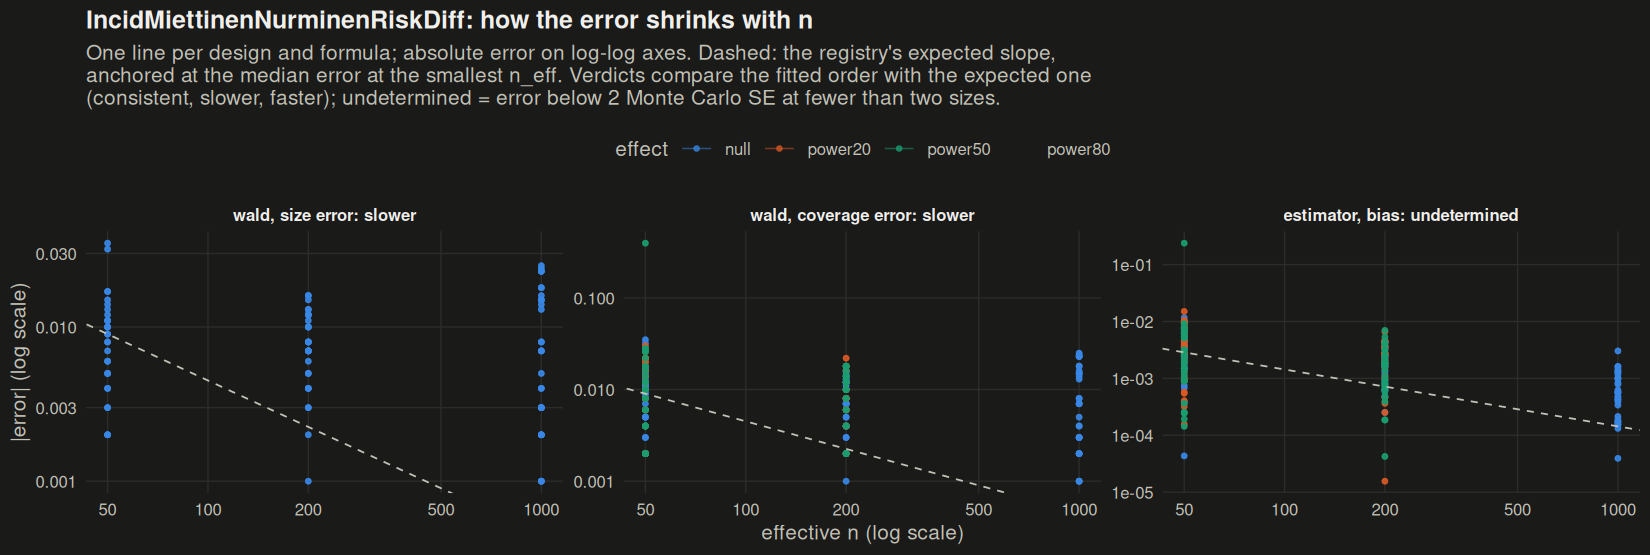 IncidMiettinenNurminenRiskDiff: how the error shrinks with n
One line per design and formula; absolute error on log-log axes. Dashed: the registry's expected slope,
anchored at the median error at the smallest n_eff. Verdicts compare the fitted order with the expected one
(consistent, slower, faster); undetermined = error below 2 Monte Carlo SE at fewer than two sizes.
effect null power20 power50 power80
wald, size error: slower
wald, coverage error: slower
estimator, bias: undetermined
|error| (log scale)
0.030
0.010
0.003
0.001
50 100 200 500 1000
0.100
0.010
0.001
50 100 200 500 1000
1e-01
1e-02
1e-03
1e-04
1e-05
50 100 200 500 1000
effective n (log scale)